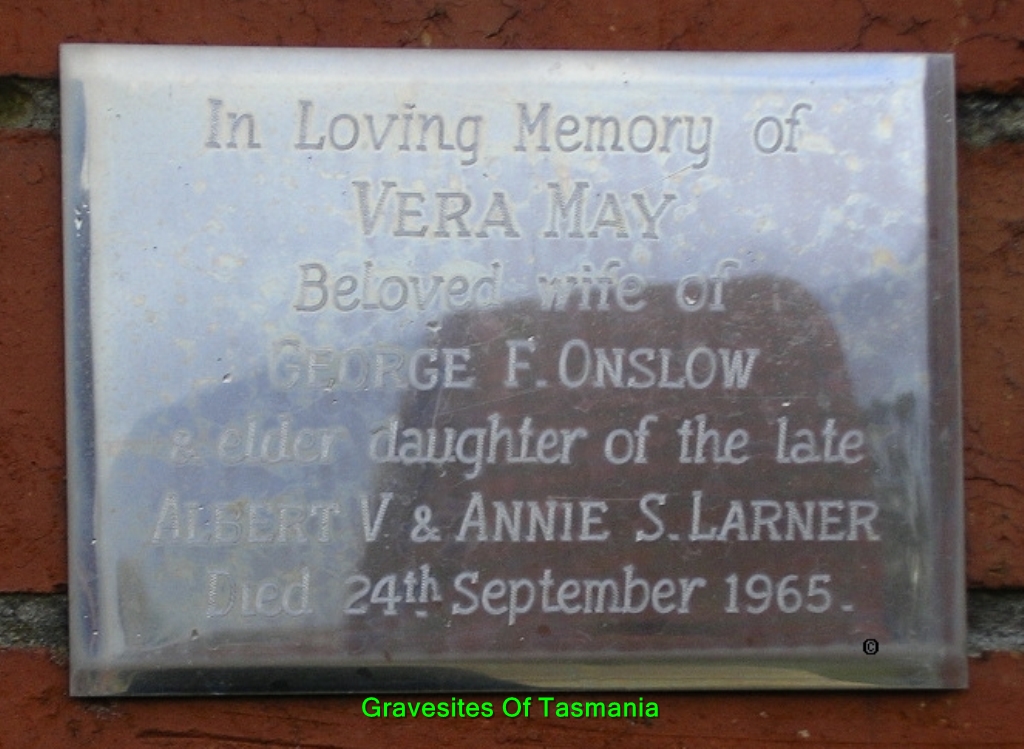 In Loving Memory of
VERA MAY
Beloved wife of
GEORGE F. ONSLOW
& elder daughter of the late
ALBERT V. & ANNIE S. LARNER
Died 24th September 1965.
©
Gravesites Of Tasmania